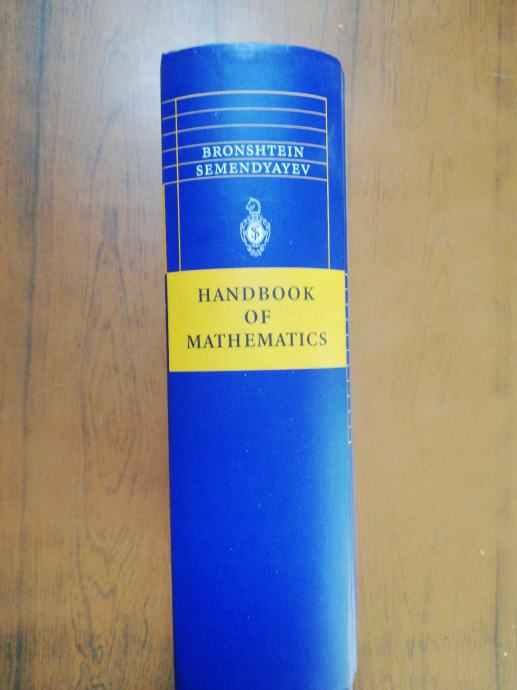 BRONSHTEIN
SEMENDYAYEV
HANDBOOK
OF
MATHEMATICS